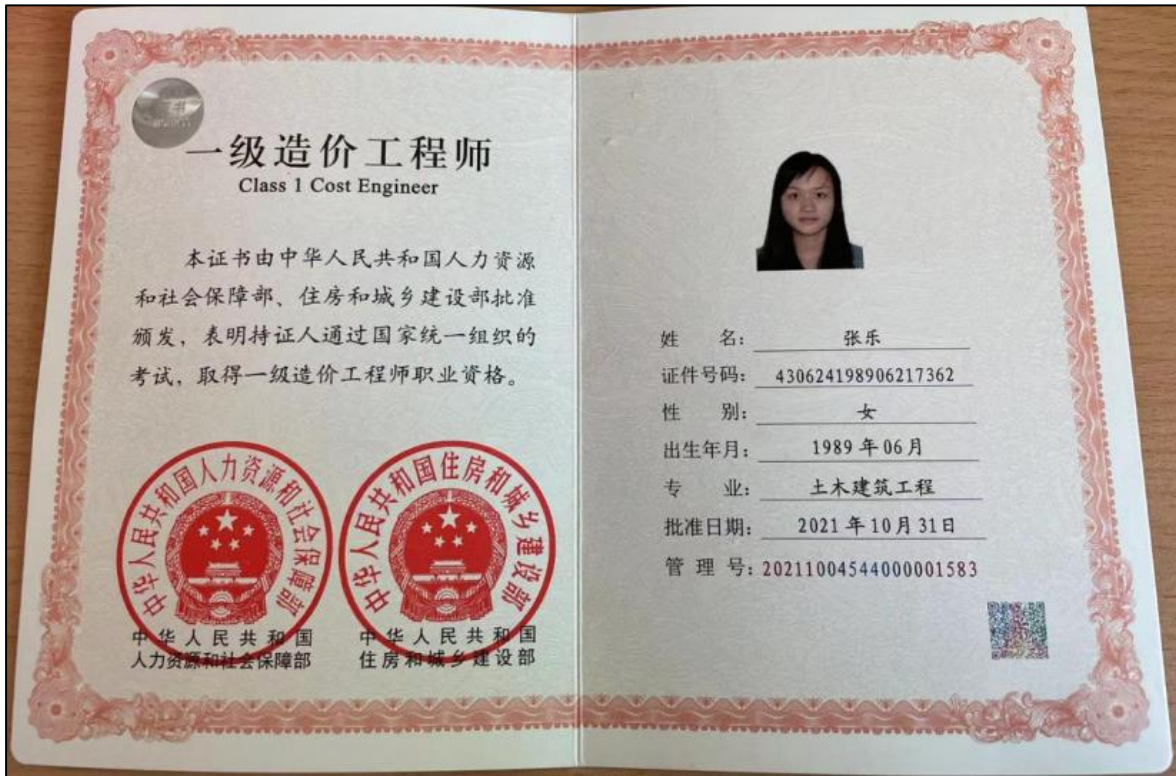 一级造价工程师
Class 1 Cost Engineer
本证书由中华人民共和国人力资源
和社会保障部、住房和城乡建设部批准
颁发，表明持证人通过国家统一组织的
考试，取得一级造价工程师职业资格。
中华人民共和国人力资源和社会保障部
中华人民共和国住房和城乡建设部
中华人民共和国
人力资源和社会保障部
中华人民共和国
住房和城乡建设部
姓 名：张乐
证件号码：430624198906217362
性 别：女
出生年月：1989年06月
专 业：土木建筑工程
批准日期：2021年10月31日
管 理 号：20211004544000001583